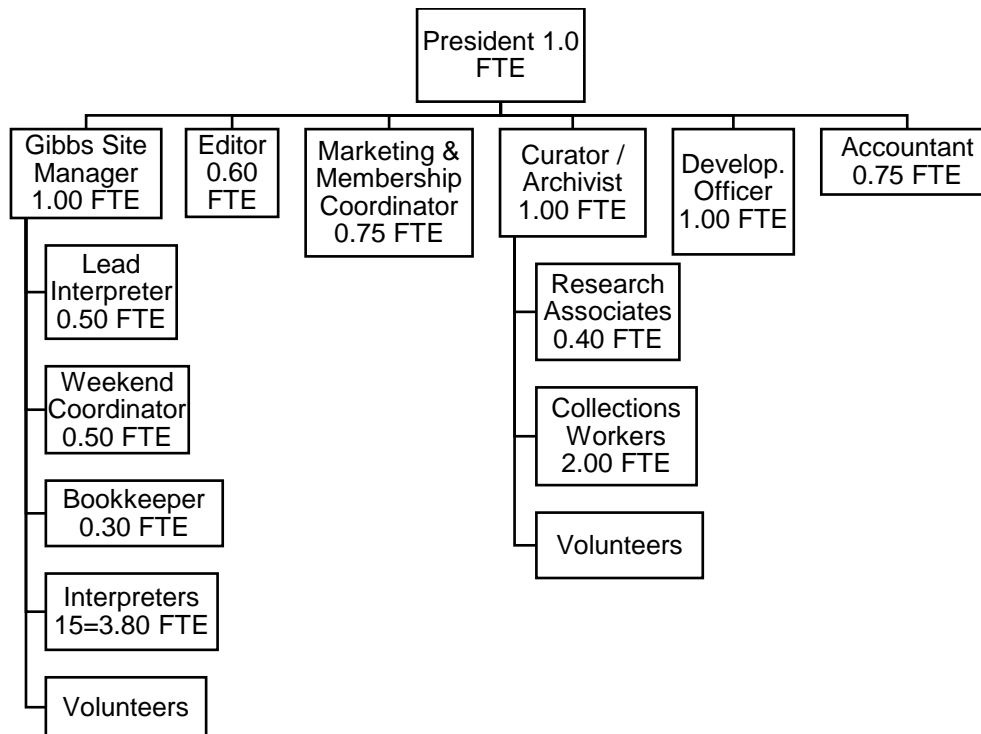 President 1.0
FTE
Gibbs Site
Manager
1.00 FTE
Editor
0.60
FTE
Marketing &
Membership
Coordinator
0.75 FTE
Curator /
Archivist
1.00 FTE
Develop.
Officer
1.00 FTE
Accountant
0.75 FTE
Lead
Interpreter
0.50 FTE
Weekend
Coordinator
0.50 FTE
Bookkeeper
0.30 FTE
Interpreters
15=3.80 FTE
Volunteers
Research
Associates
0.40 FTE
Collections
Workers
2.00 FTE
Volunteers